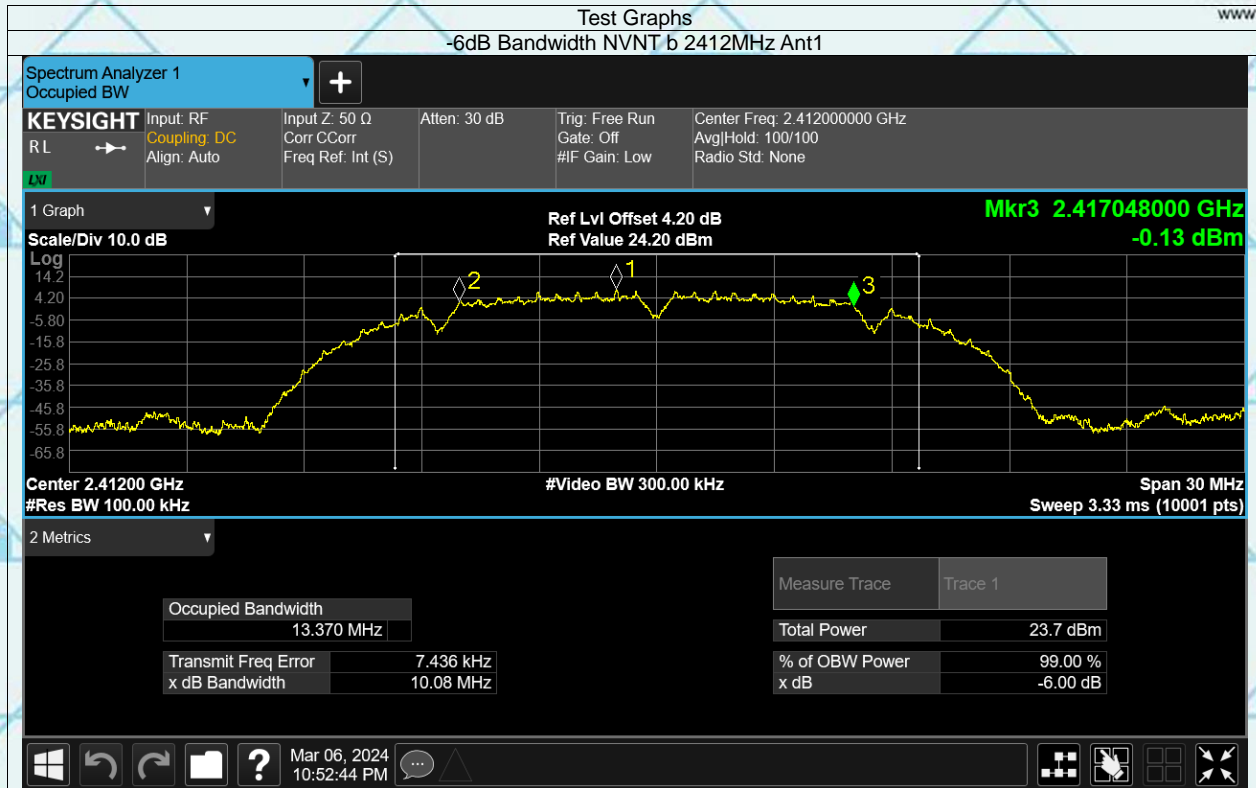 www
Test Graphs
-6dB Bandwidth NVNT b 2412MHz Ant1
Spectrum Analyzer 1
Occupied BW
KEYSIGHT
RL
LXI
Input: RF
Coupling: DC
Align: Auto
Input Z: 50 Ω
Corr CCorr
Freq Ref: Int (S)
Atten: 30 dB
Trig: Free Run
Gate: Off
#IF Gain: Low
Center Freq: 2.412000000 GHz
Avg|Hold: 100/100
Radio Std: None
1 Graph
Scale/Div 10.0 dB
Ref Lvl Offset 4.20 dB
Ref Value 24.20 dBm
Mkr3 2.417048000 GHz
-0.13 dBm
Log
14.2
4.20
-5.80
-15.8
-25.8
-35.8
-45.8
-55.8
-65.8
2
1
3
Center 2.41200 GHz
#Res BW 100.00 kHz
#Video BW 300.00 kHz
Span 30 MHz
Sweep 3.33 ms (10001 pts)
2 Metrics
Occupied Bandwidth
13.370 MHz
Transmit Freq Error 7.436 kHz
x dB Bandwidth 10.08 MHz
Measure Trace Trace 1
Total Power 23.7 dBm
% of OBW Power 99.00 %
x dB -6.00 dB
?
Mar 06, 2024
10:52:44 PM